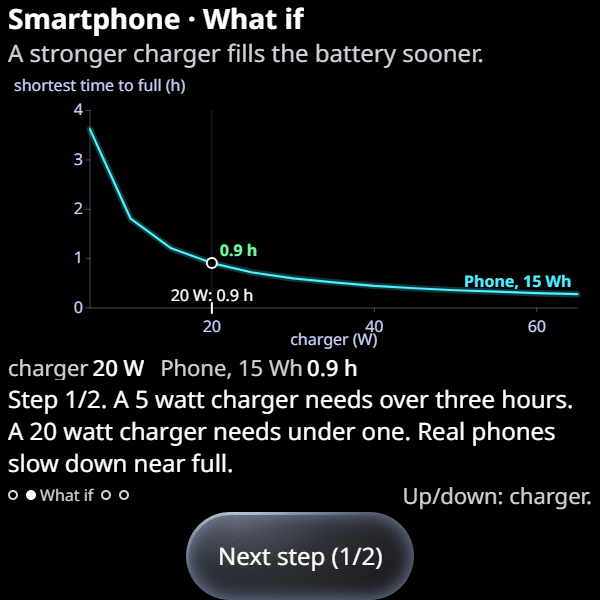 Smartphone · What if
A stronger charger fills the battery sooner.
shortest time to full (h)
4
3
2
1
0
0.9 h
Phone, 15 Wh
20 W: 0.9 h
20
40
60
charger (W)
charger 20 W Phone, 15 Wh 0.9 h
Step 1/2. A 5 watt charger needs over three hours.
A 20 watt charger needs under one. Real phones
slow down near full.
What if
Up/down: charger.
Next step (1/2)